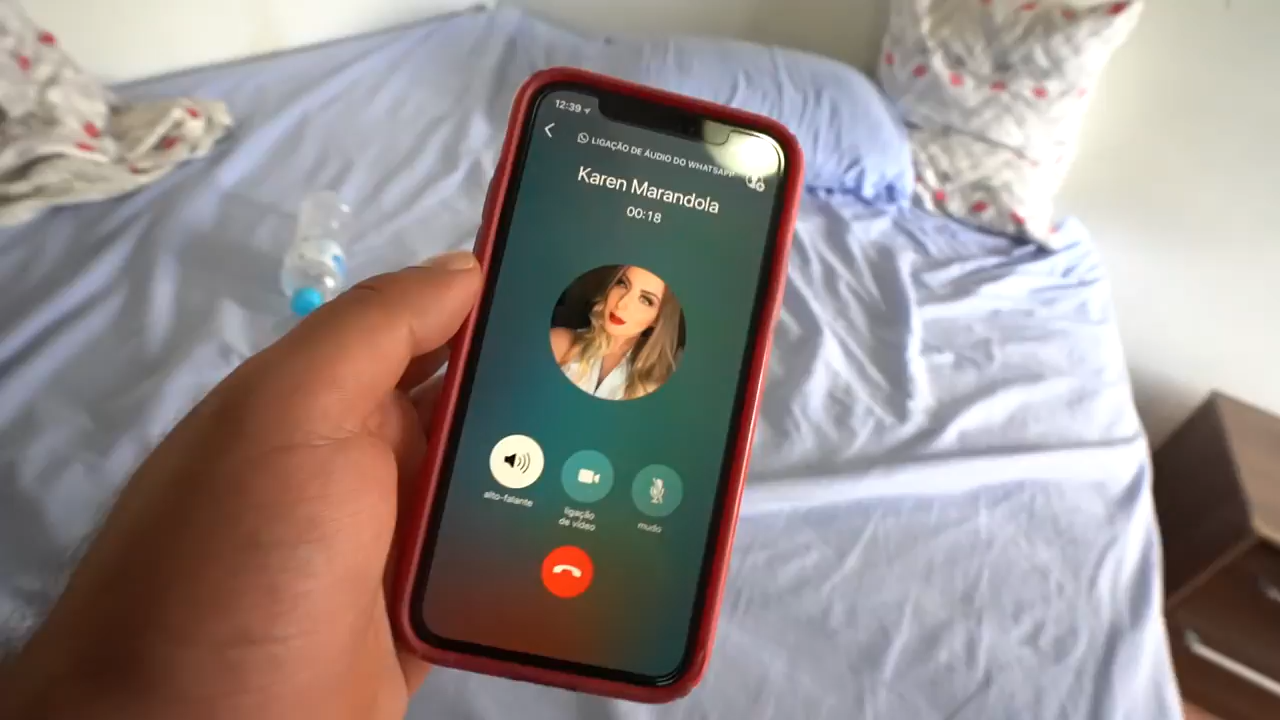 12:39
LIGAÇÃO DE ÁUDIO DO WHATSAPP
Karen Marandola
00:18
alto-falante
ligação
de vídeo
mudo